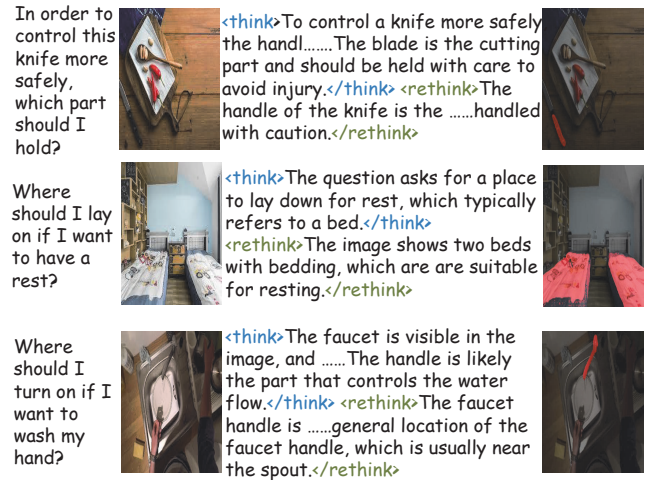 In order to
control this
knife more
safely,
which part
should I
hold?
<think>To control a knife more safely
the handl.......The blade is the cutting
part and should be held with care to
avoid injury.</think> <rethink>The
handle of the knife is the ......handled
with caution.</rethink>
Where
should I lay
on if I want
to have a
rest?
<think>The question asks for a place
to lay down for rest, which typically
refers to a bed.</think>
<rethink>The image shows two beds
with bedding, which are are suitable
for resting.</rethink>
Where
should I
turn on if I
want to
wash my
hand?
<think>The faucet is visible in the
image, and ......The handle is likely
the part that controls the water
flow.</think> <rethink>The faucet
handle is ......general location of the
faucet handle, which is usually near
the spout.</rethink>